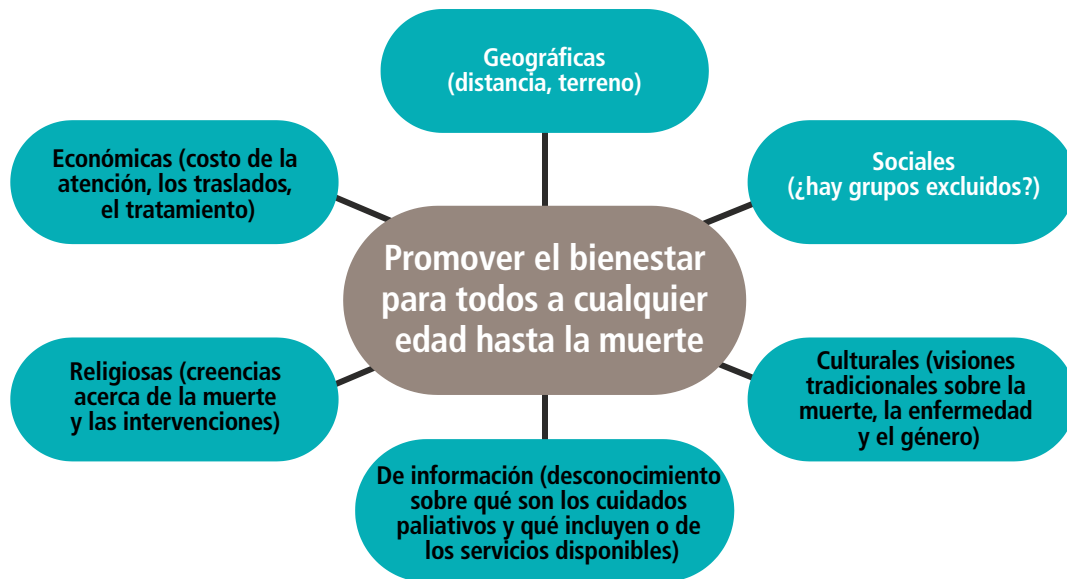 Geográficas
(distancia, terreno)
Económicas (costo de la
atención, los traslados,
el tratamiento)
Sociales
(¿hay grupos excluidos?)
Promover el bienestar
para todos a cualquier
edad hasta la muerte
Religiosas (creencias
acerca de la muerte
y las intervenciones)
Culturales (visiones
tradicionales sobre la
muerte, la enfermedad
y el género)
De información (desconocimiento
sobre qué son los cuidados
paliativos y qué incluyen o de
los servicios disponibles)